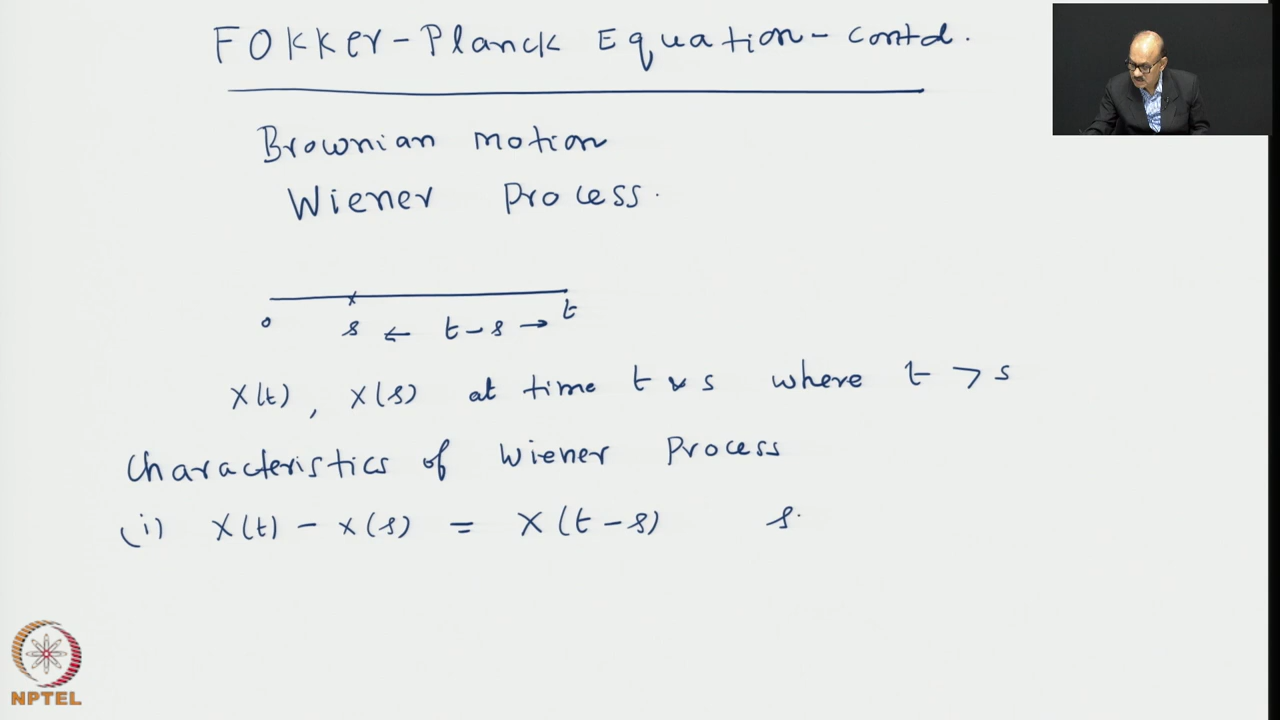 FOKKer-Planck Equation - contd.
Brownian motion
Wiener Process.
0 s ← t-s → t
X(t), X(s) at time t & s where t > s
Characteristics of Wiener Process
(i) X(t) - X(s) = X(t-s) s.
NPTEL